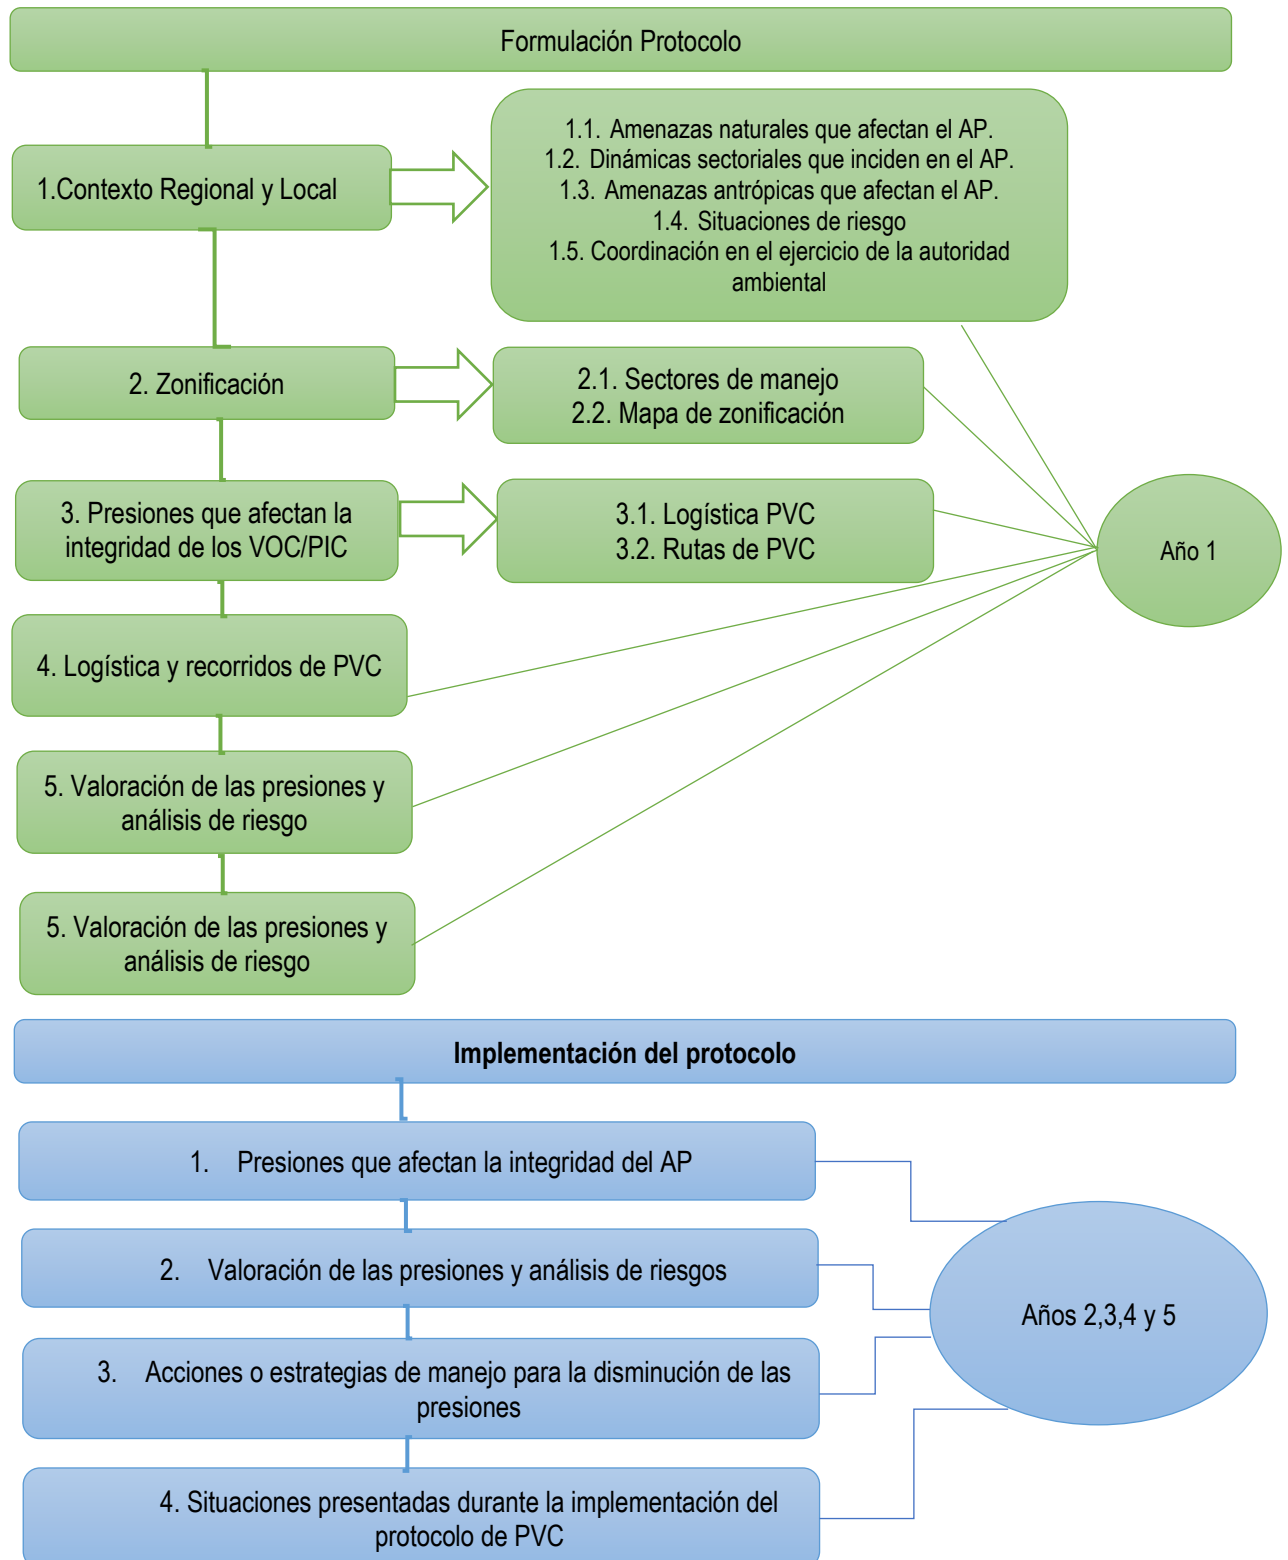 Formulación Protocolo
1.Contexto Regional y Local
1.1. Amenazas naturales que afectan el AP.
1.2. Dinámicas sectoriales que inciden en el AP.
1.3. Amenazas antrópicas que afectan el AP.
1.4. Situaciones de riesgo
1.5. Coordinación en el ejercicio de la autoridad
ambiental
2. Zonificación
2.1. Sectores de manejo
2.2. Mapa de zonificación
3. Presiones que afectan la
integridad de los VOC/PIC
3.1. Logística PVC
3.2. Rutas de PVC
Año 1
4. Logística y recorridos de PVC
5. Valoración de las presiones y
análisis de riesgo
5. Valoración de las presiones y
análisis de riesgo
Implementación del protocolo
1. Presiones que afectan la integridad del AP
2. Valoración de las presiones y análisis de riesgos
Años 2,3,4 y 5
3. Acciones o estrategias de manejo para la disminución de las
presiones
4. Situaciones presentadas durante la implementación del
protocolo de PVC